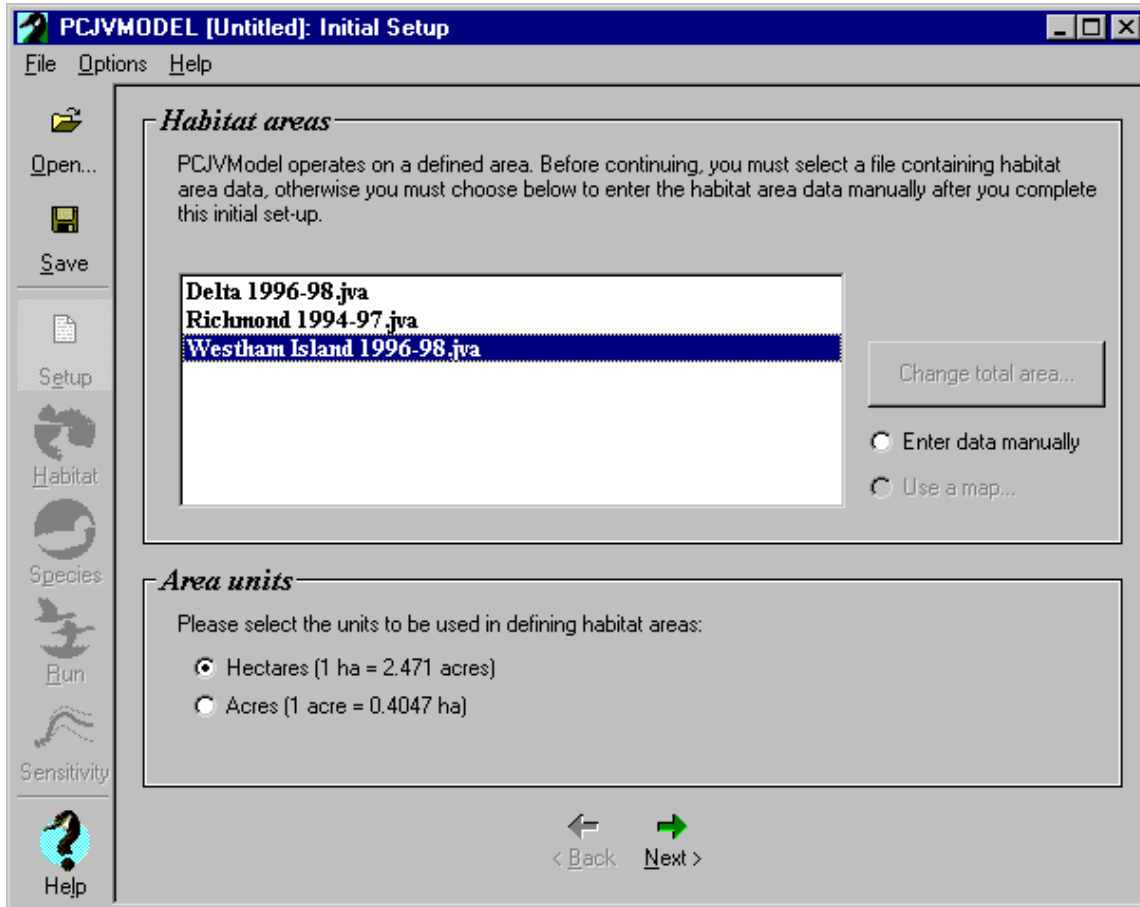 PCJVMODEL [Untitled]: Initial Setup
File Options Help
Open...
Save
Setup
Habitat
Species
Run
Sensitivity
Help
Habitat areas
PCJVModel operates on a defined area. Before continuing, you must select a file containing habitat
area data, otherwise you must choose below to enter the habitat area data manually after you complete
this initial set-up.
Delta 1996-98.jva
Richmond 1994-97.jva
Westham Island 1996-98.jva
Change total area...
Enter data manually
Use a map...
Area units
Please select the units to be used in defining habitat areas:
Hectares (1 ha = 2.471 acres)
Acres (1 acre = 0.4047 ha)
< Back Next >